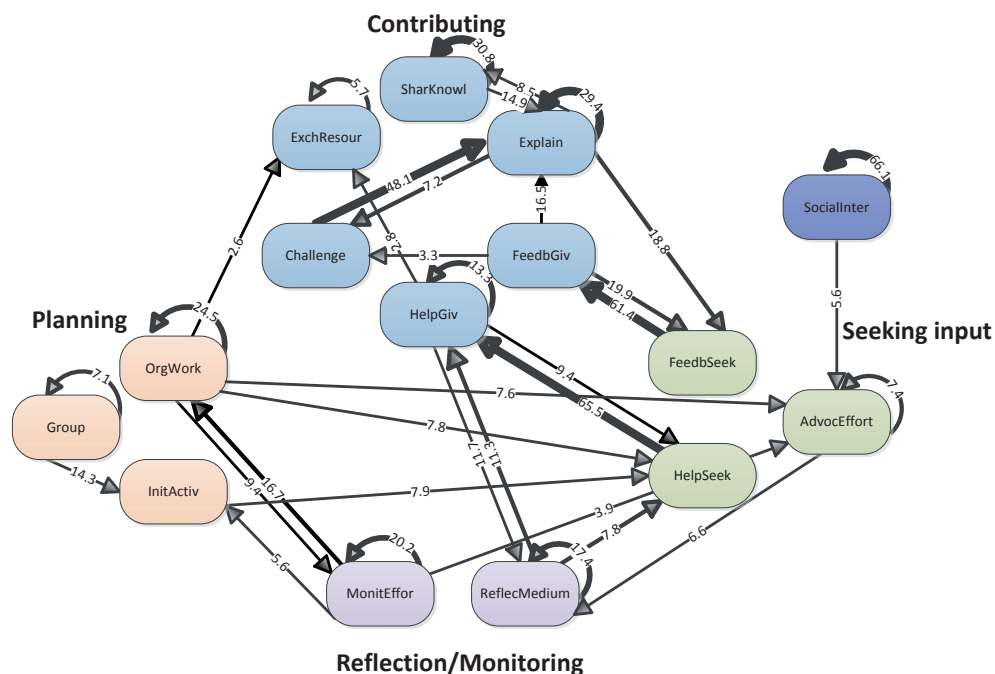 Contributing
30.8
SharKnowl
8.5
14.9
5.7
ExchResour
29.4
Explain
48.1
7.2
66.1
SocialInter
16.5
18.8
2.6
2.8
Challenge
3.3
FeedbGiv
13.3
19.9
5.6
HelpGiv
61.4
Planning
24.5
Seeking input
OrgWork
FeedbSeek
7.1
9.4
7.6
7.4
Group
65.5
AdvocEffort
7.8
14.3
InitActiv
11.7
11.3
HelpSeek
16.7
9.4
7.9
3.9
7.8
6.6
5.6
20.2
17.4
MonitEffor
ReflecMedium
Reflection/Monitoring